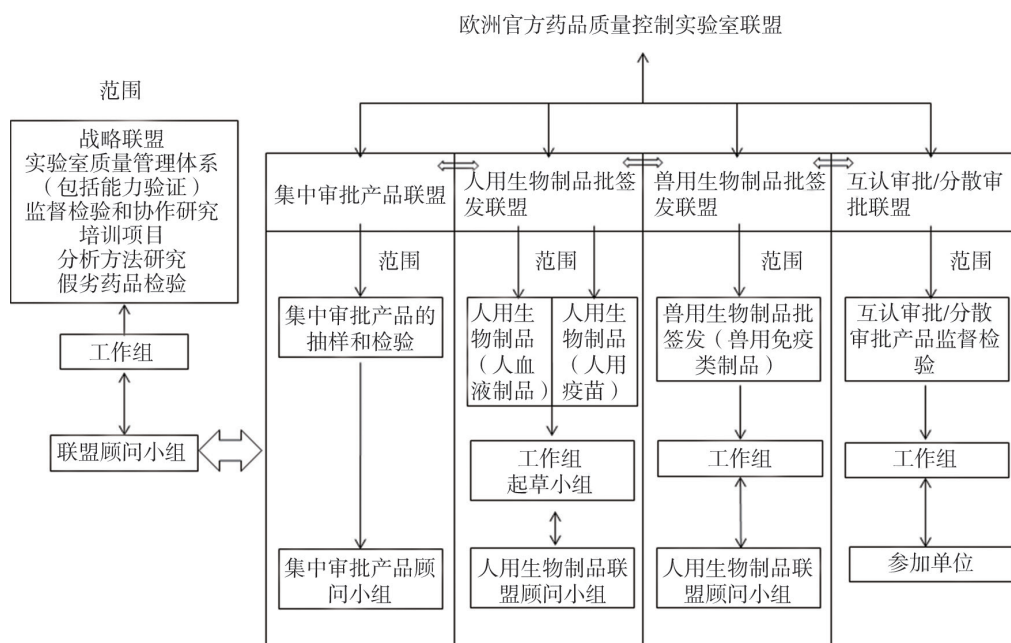 欧洲官方药品质量控制实验室联盟
范围
战略联盟
实验室质量管理体系
（包括能力验证）
监督检验和协作研究
培训项目
分析方法研究
假劣药品检验
工作组
联盟顾问小组
集中审批产品联盟
人用生物制品批签
发联盟
兽用生物制品批签
发联盟
互认审批/分散审
批联盟
范围
集中审批产品的
抽样和检验
集中审批产品顾
问小组
范围
人用生
物制品
（人血
液制品）
人用生
物制品
（人用
疫苗）
工作组
起草小组
人用生物制品联
盟顾问小组
范围
兽用生物制品批
签发（兽用免疫
类制品）
工作组
人用生物制品联
盟顾问小组
范围
互认审批/分散
审批产品监督检
验
工作组
参加单位